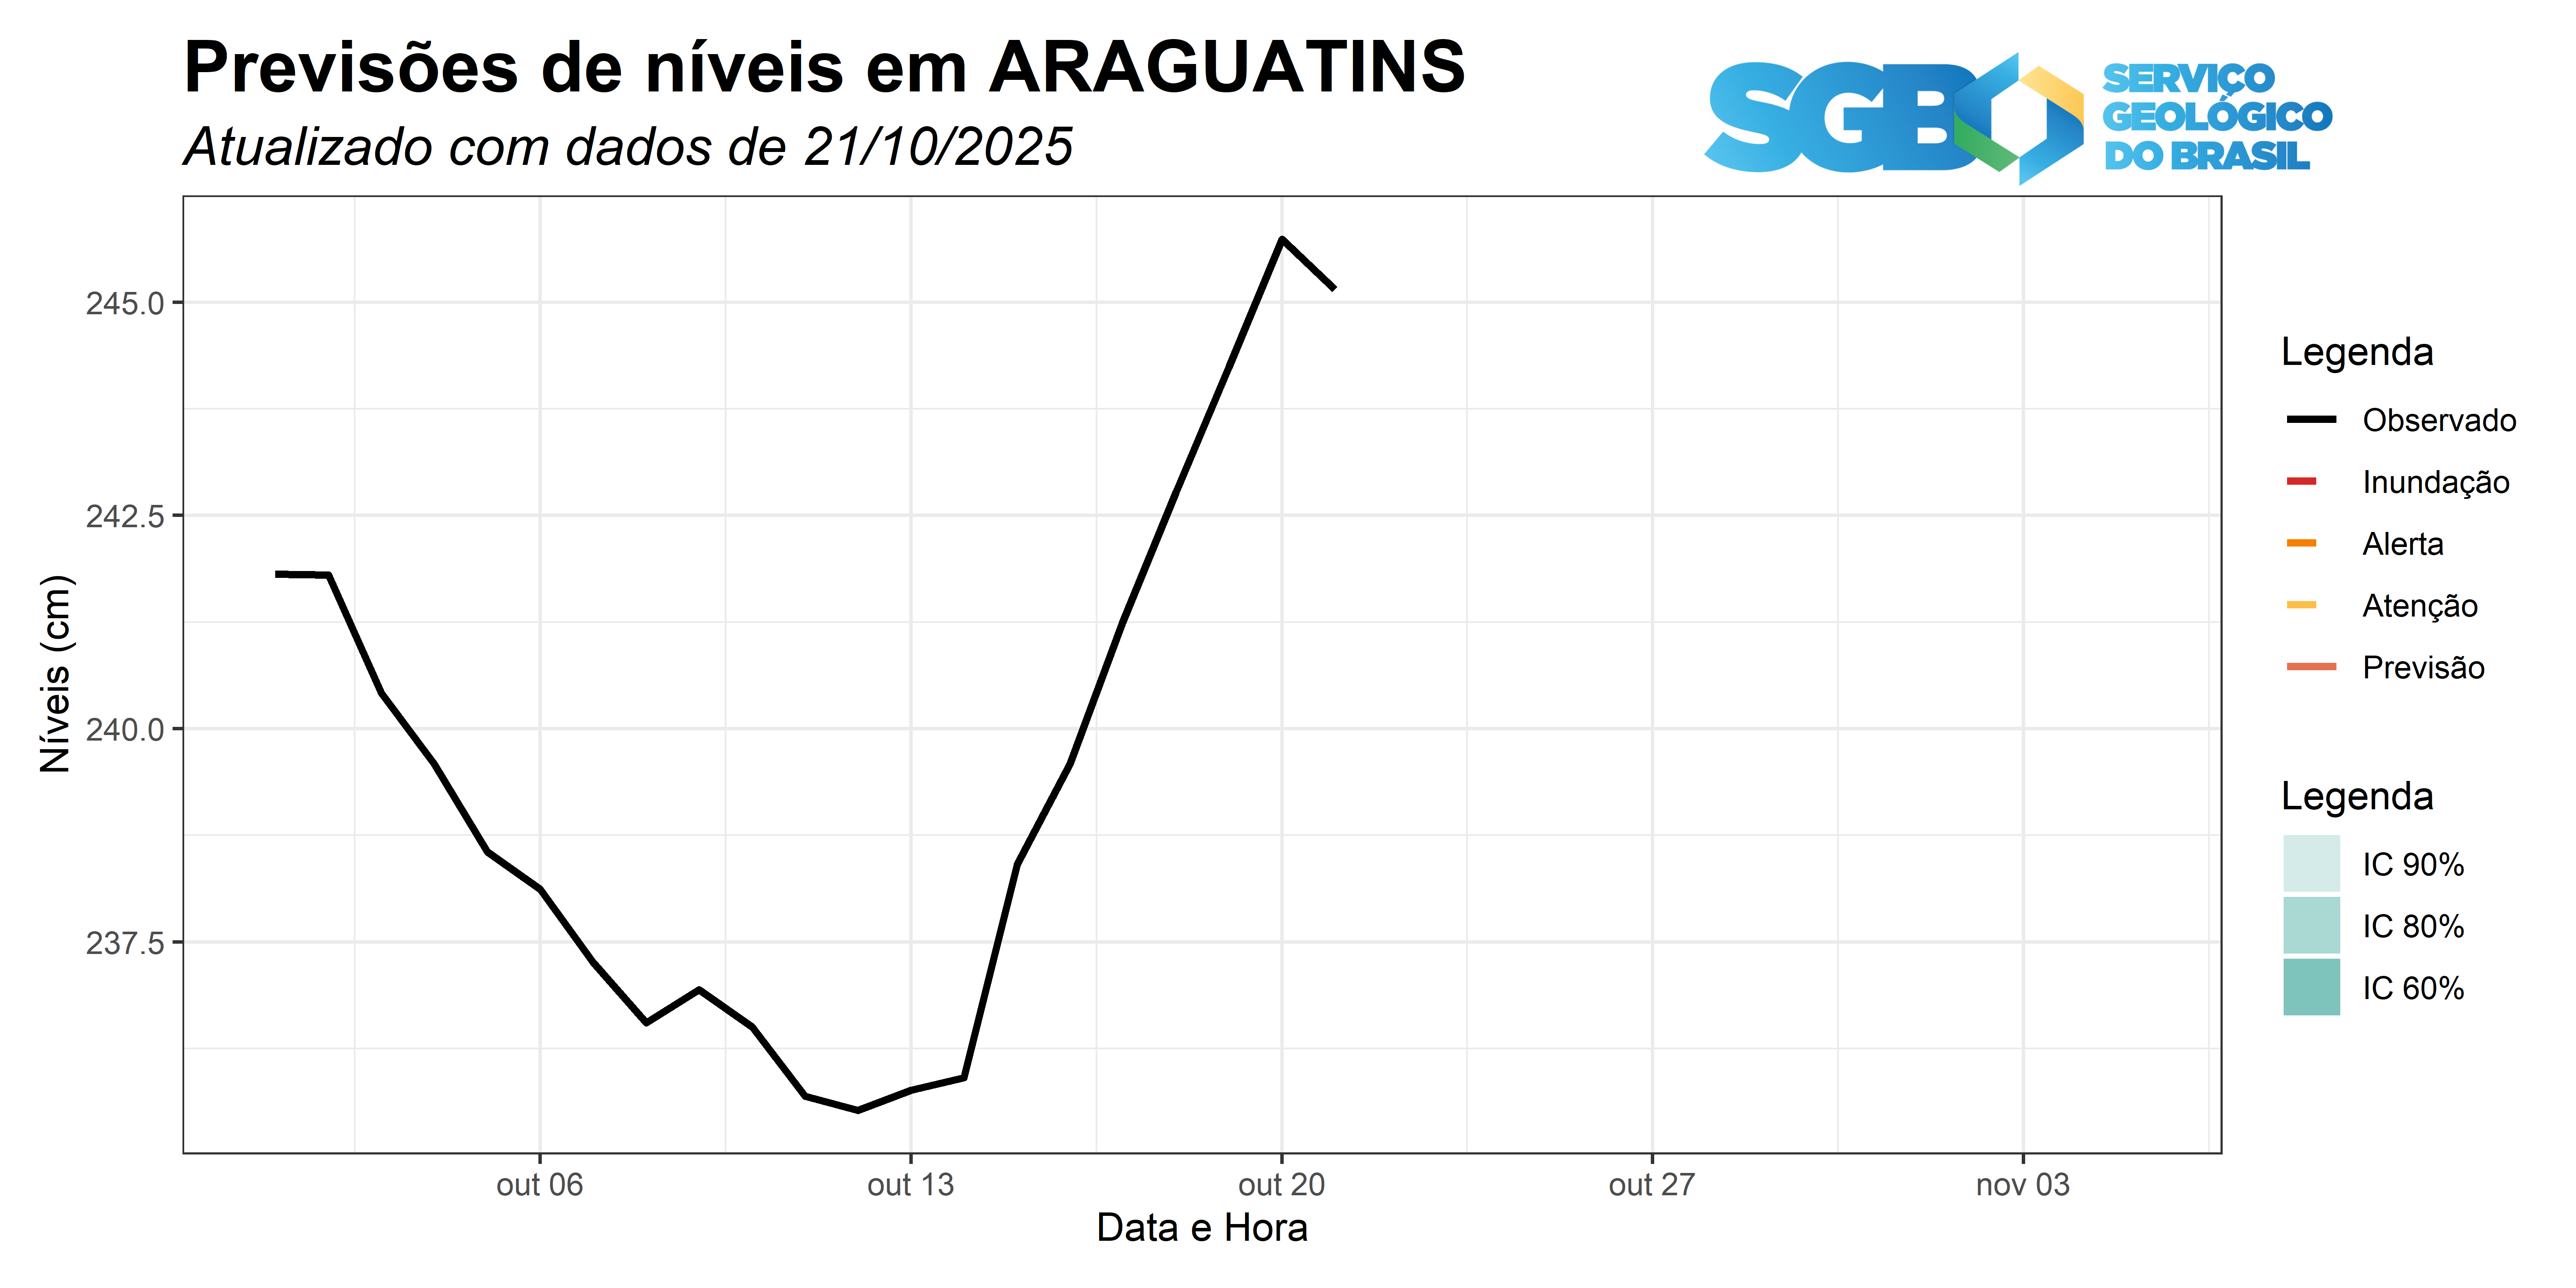 Previsões de níveis em ARAGUATINS
Atualizado com dados de 21/10/2025
SGB
SERVIÇO
GEOLÓGICO
DO BRASIL
245.0
242.5
240.0
237.5
Níveis (cm)
out 06
out 13
out 20
out 27
nov 03
Data e Hora
Legenda
Observado
Inundação
Alerta
Atenção
Previsão
Legenda
IC 90%
IC 80%
IC 60%